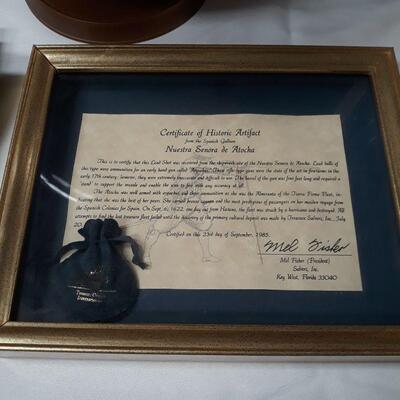 Certificate of Historic Artifact
from the Spanish Galleon
Nuestra Senora de Atocha
This is to certify that this Lead Shot was recovered from the shipwreck site of the Nuestra Senora de Atocha. Lead balls of
this type were ammunition for an early hand gun called "Arquebus". These rifle type guns were the state of the art in firearms in the
early 17th century, however, they were extremely inaccurate and difficult to use. The barrel of the gun was four feet long and required a
"stand" to support the muzzle and enable the user to fire with any accuracy at all.
The Atocha was well armed with arquebus and their ammunition as she was the Almiranta of the Tierra Firme Fleet,
that she was the best of her peers. She carried bronze cannon and the most prestigious of passengers on her maiden voyage from
the Spanish Colonies for Spain. On Sept. 6, 1622, one day out from Havana, the fleet was struck by a hurricane and destroyed. All
attempts to find the lost treasure fleet failed until the discovery of the primary cultural deposit was made by Treasure Salvors, Inc., July
20,
Certified on this 23rd day of September, 1985.
Mel Fisher
Mel Fisher (President)
Salvors, Inc.
Key West, Florida 33040
Treasure